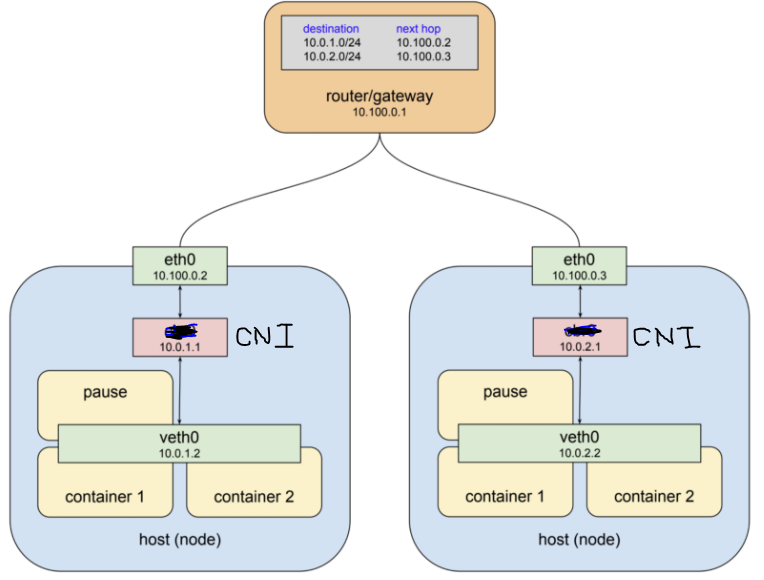 destination next hop
10.0.1.0/24 10.100.0.2
10.0.2.0/24 10.100.0.3
router/gateway
10.100.0.1
eth0
10.100.0.2
10.0.1.1
CNI
pause
veth0
10.0.1.2
container 1
container 2
host (node)
eth0
10.100.0.3
10.0.2.1
CNI
pause
veth0
10.0.2.2
container 1
container 2
host (node)